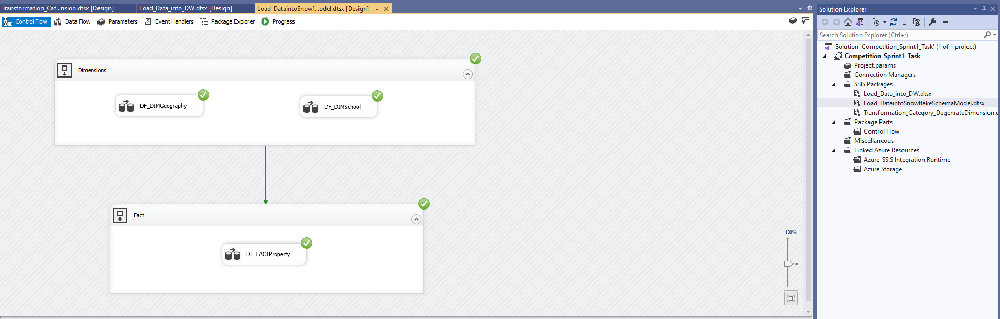 Transformation_Cat...nsion.dtsx [Design]
Load_Data_into_DW.dtsx [Design]
Load_DataintoSnowf...odel.dtsx [Design]
Control Flow
Data Flow
Parameters
Event Handlers
Package Explorer
Progress
Dimensions
DF_DIMGeography
DF_DIMSchool
Fact
DF_FACTProperty
100%
Solution Explorer
Search Solution Explorer (Ctrl+;)
Solution 'Competition_Sprint1_Task' (1 of 1 project)
Competition_Sprint1_Task
Project.params
Connection Managers
SSIS Packages
Load_Data_into_DW.dtsx
Load_DataintoSnowflakeSchemaModel.dtsx
Transformation_Category_DegenrateDimension.d
Package Parts
Control Flow
Miscellaneous
Linked Azure Resources
Azure-SSIS Integration Runtime
Azure Storage